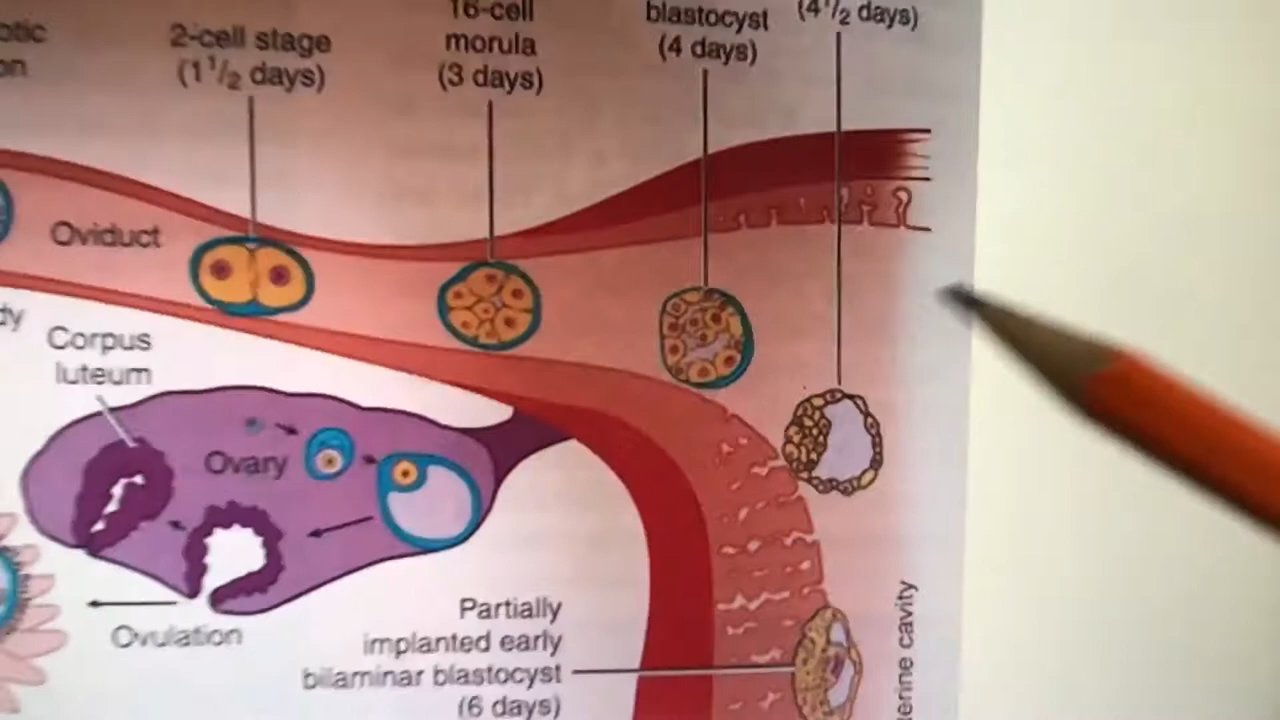 2-cell stage
(1 1/2 days)
16-cell
morula
(3 days)
blastocyst
(4 days)
(4 1/2 days)
Oviduct
Corpus
luteum
Ovary
Ovulation
Partially
implanted early
bilaminar blastocyst
(6 days)
cavity